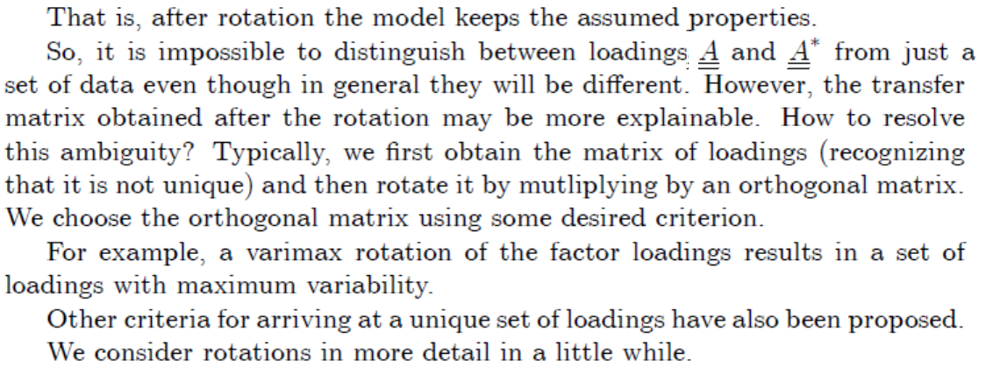 That is, after rotation the model keeps the assumed properties.
So, it is impossible to distinguish between loadings A and A* from just a
set of data even though in general they will be different. However, the transfer
matrix obtained after the rotation may be more explainable. How to resolve
this ambiguity? Typically, we first obtain the matrix of loadings (recognizing
that it is not unique) and then rotate it by mutliplying by an orthogonal matrix.
We choose the orthogonal matrix using some desired criterion.
For example, a varimax rotation of the factor loadings results in a set of
loadings with maximum variability.
Other criteria for arriving at a unique set of loadings have also been proposed.
We consider rotations in more detail in a little while.